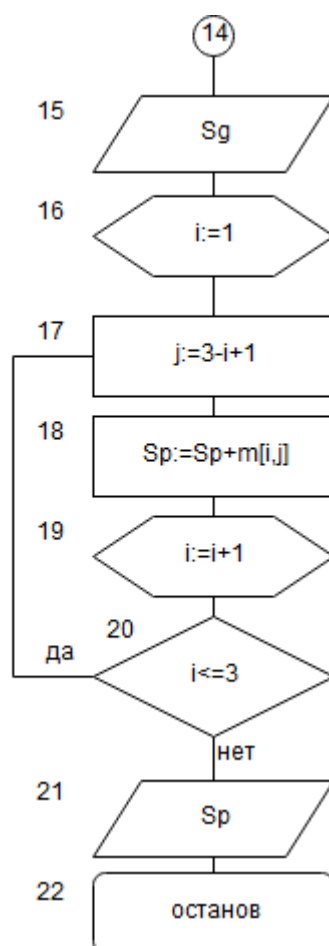 14
15
Sg
16
i:=1
17
j:=3-i+1
18
Sp:=Sp+m[i,j]
19
i:=i+1
20
да
i<=3
нет
21
Sp
22
останов